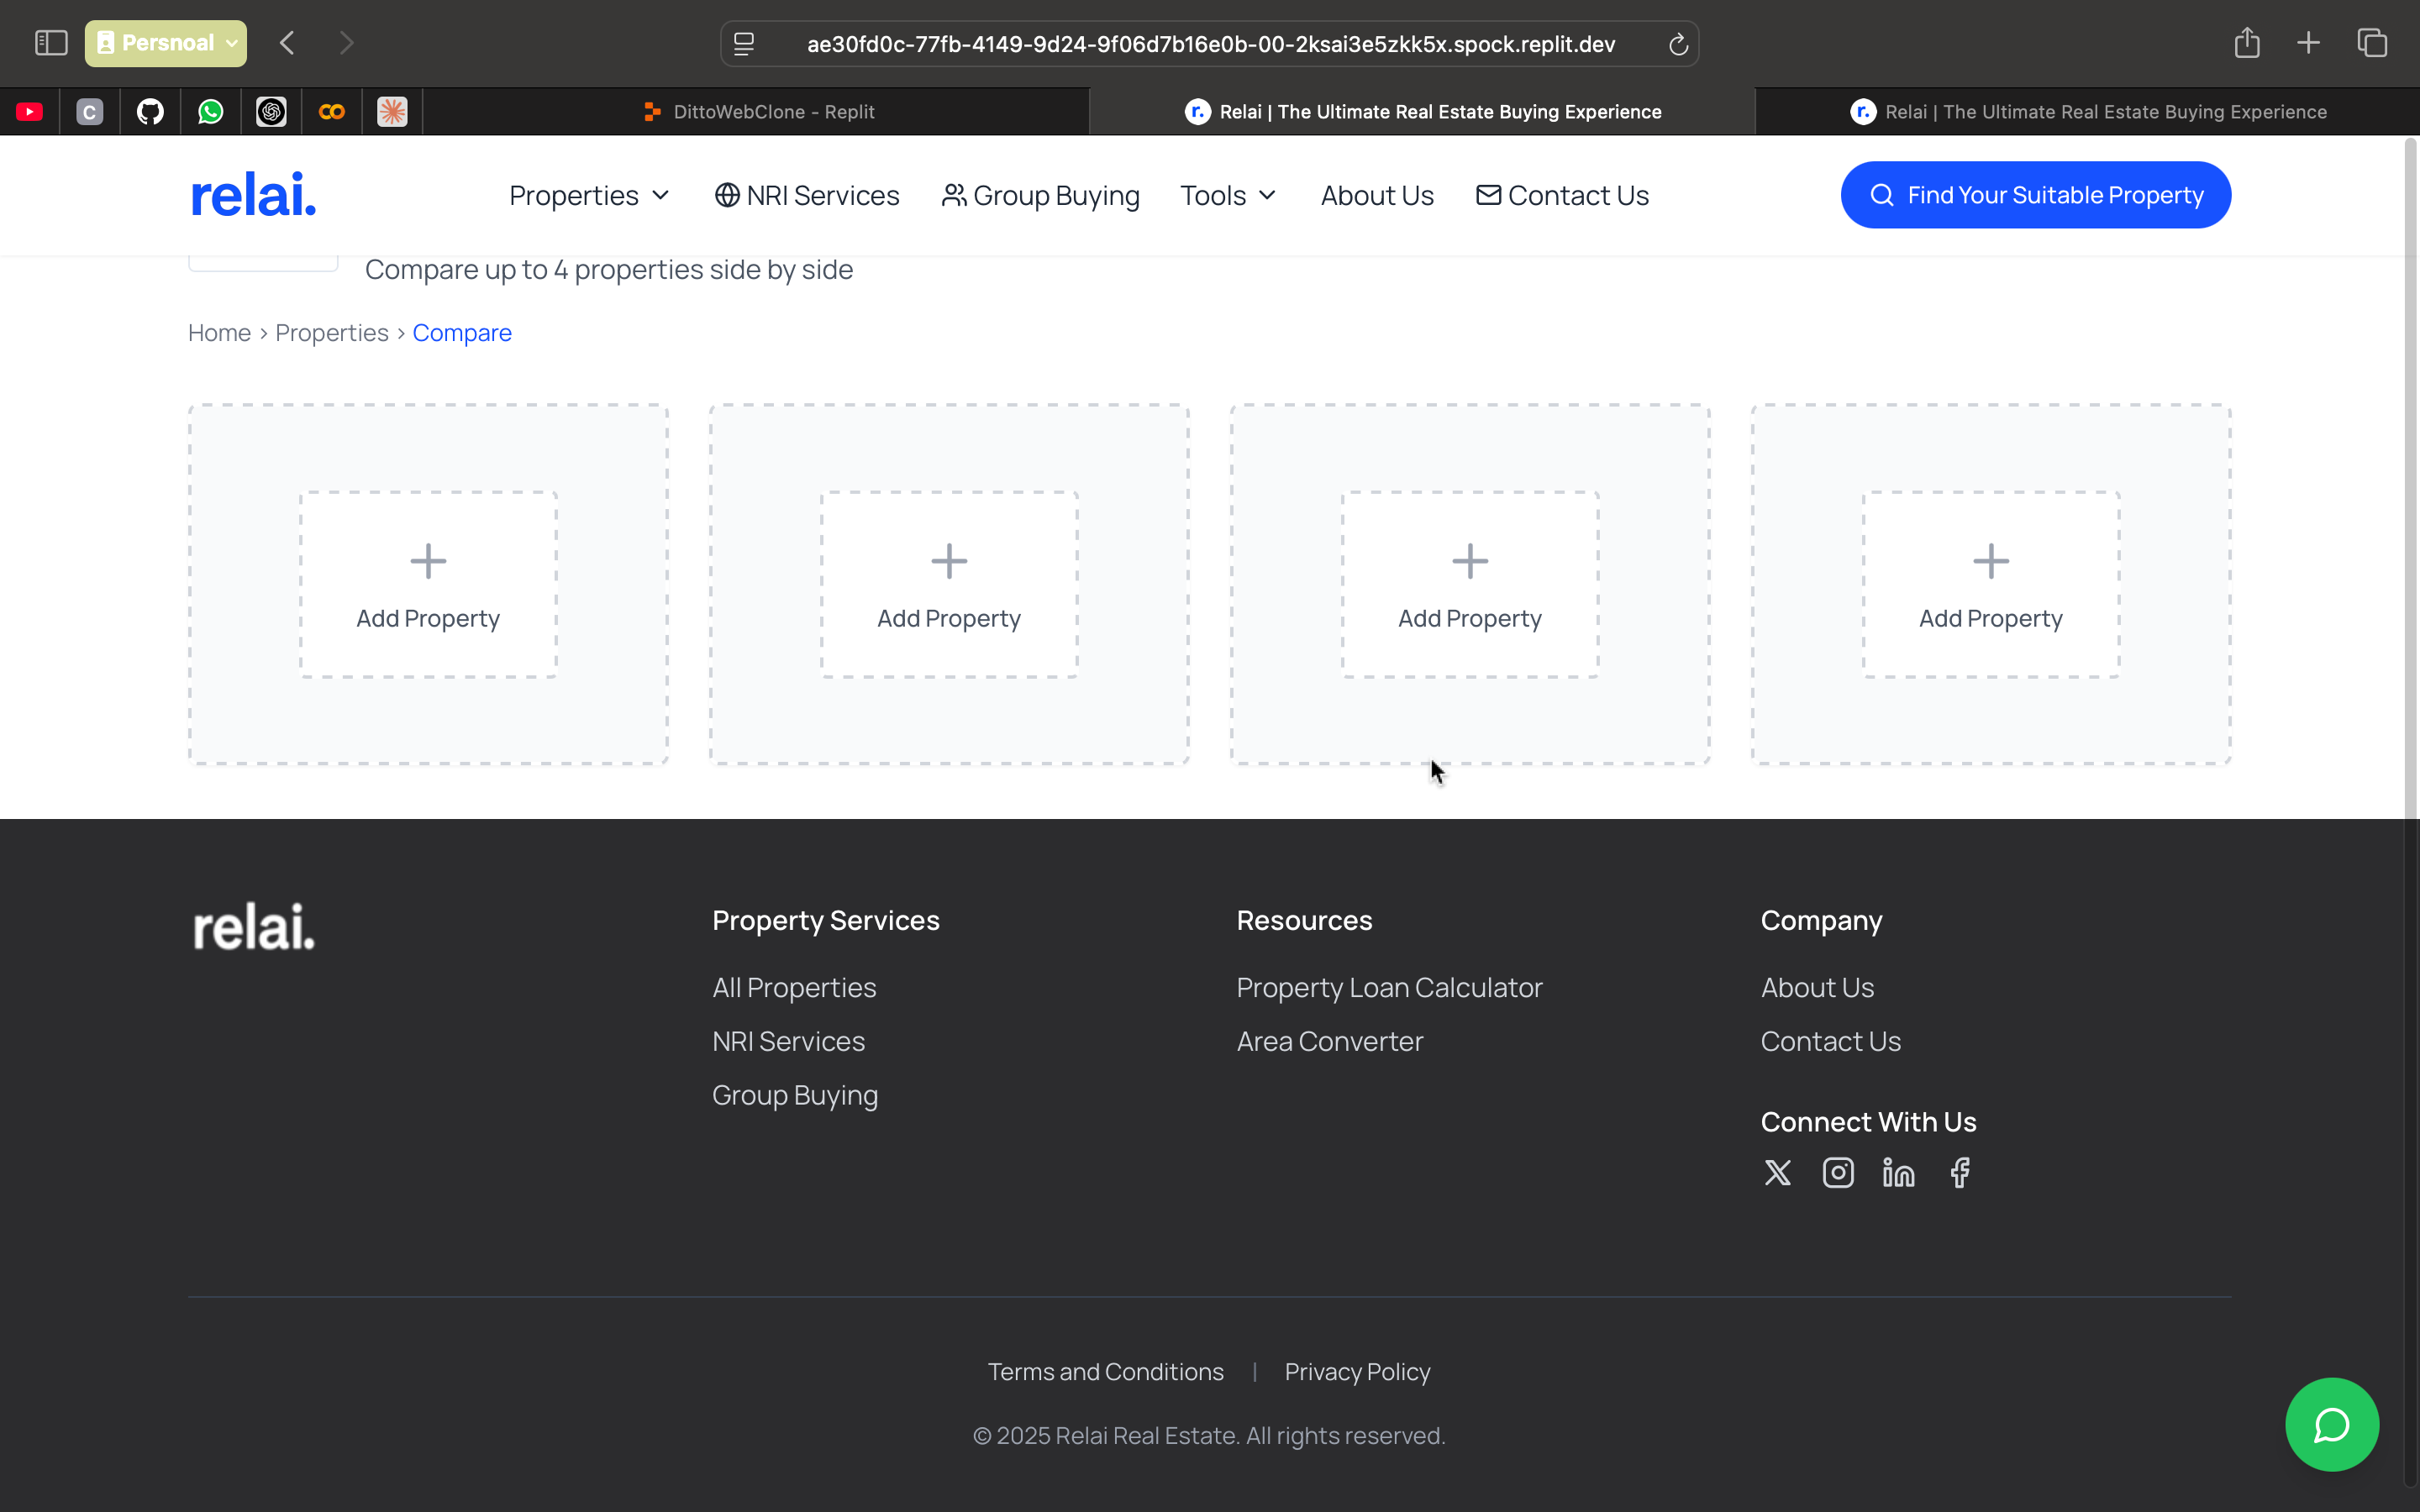 Persnoal
ae30fd0c-77fb-4149-9d24-9f06d7b16e0b-00-2ksai3e5zkk5x.spock.replit.dev
C
DittoWebClone - Replit
r. Relai | The Ultimate Real Estate Buying Experience
r. Relai | The Ultimate Real Estate Buying Experience
relai.
Properties
NRI Services
Group Buying
Tools
About Us
Contact Us
Find Your Suitable Property
Compare up to 4 properties side by side
Home > Properties > Compare
Add Property
Add Property
Add Property
Add Property
relai.
Property Services
All Properties
NRI Services
Group Buying
Resources
Property Loan Calculator
Area Converter
Company
About Us
Contact Us
Connect With Us
Terms and Conditions | Privacy Policy
© 2025 Relai Real Estate. All rights reserved.